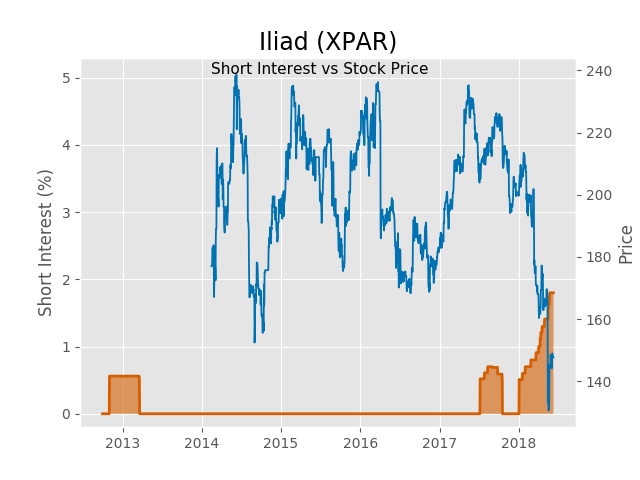 Iliad (XPAR)
Short Interest vs Stock Price
Short Interest (%)
5
4
3
2
1
0
240
220
200
180
160
140
Price
2013 2014 2015 2016 2017 2018